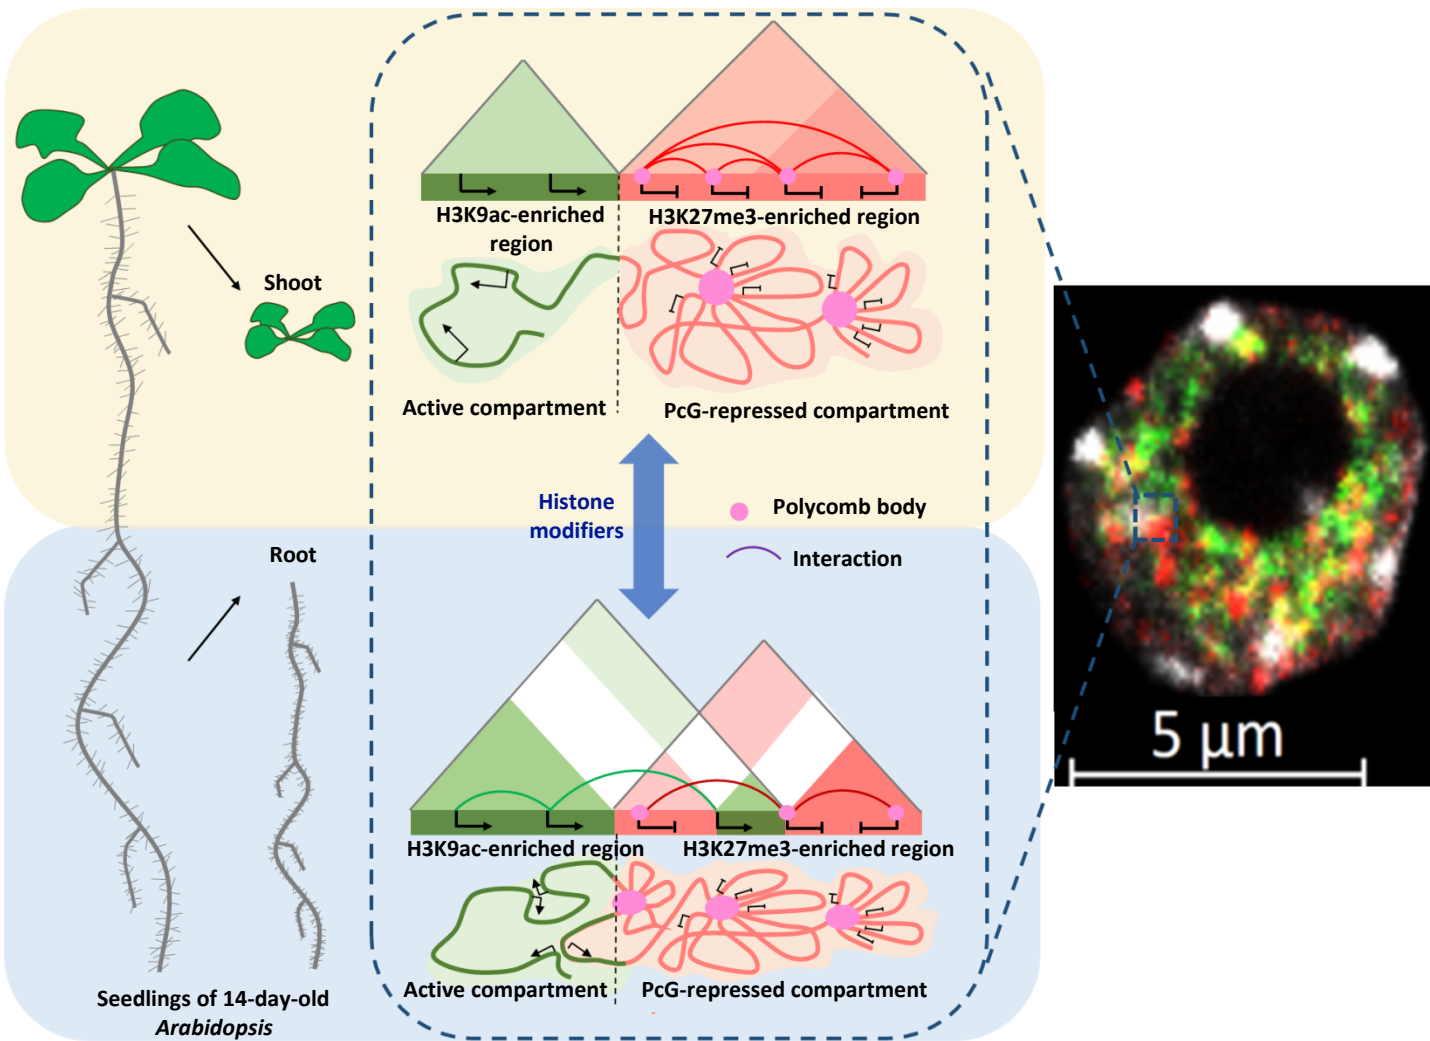 H3K9ac-enriched
region
H3K27me3-enriched region
Shoot
Active compartment
PcG-repressed compartment
Histone
modifiers
Polycomb body
Interaction
Root
5 μm
H3K9ac-enriched region
H3K27me3-enriched region
Active compartment
PcG-repressed compartment
Seedlings of 14-day-old
Arabidopsis